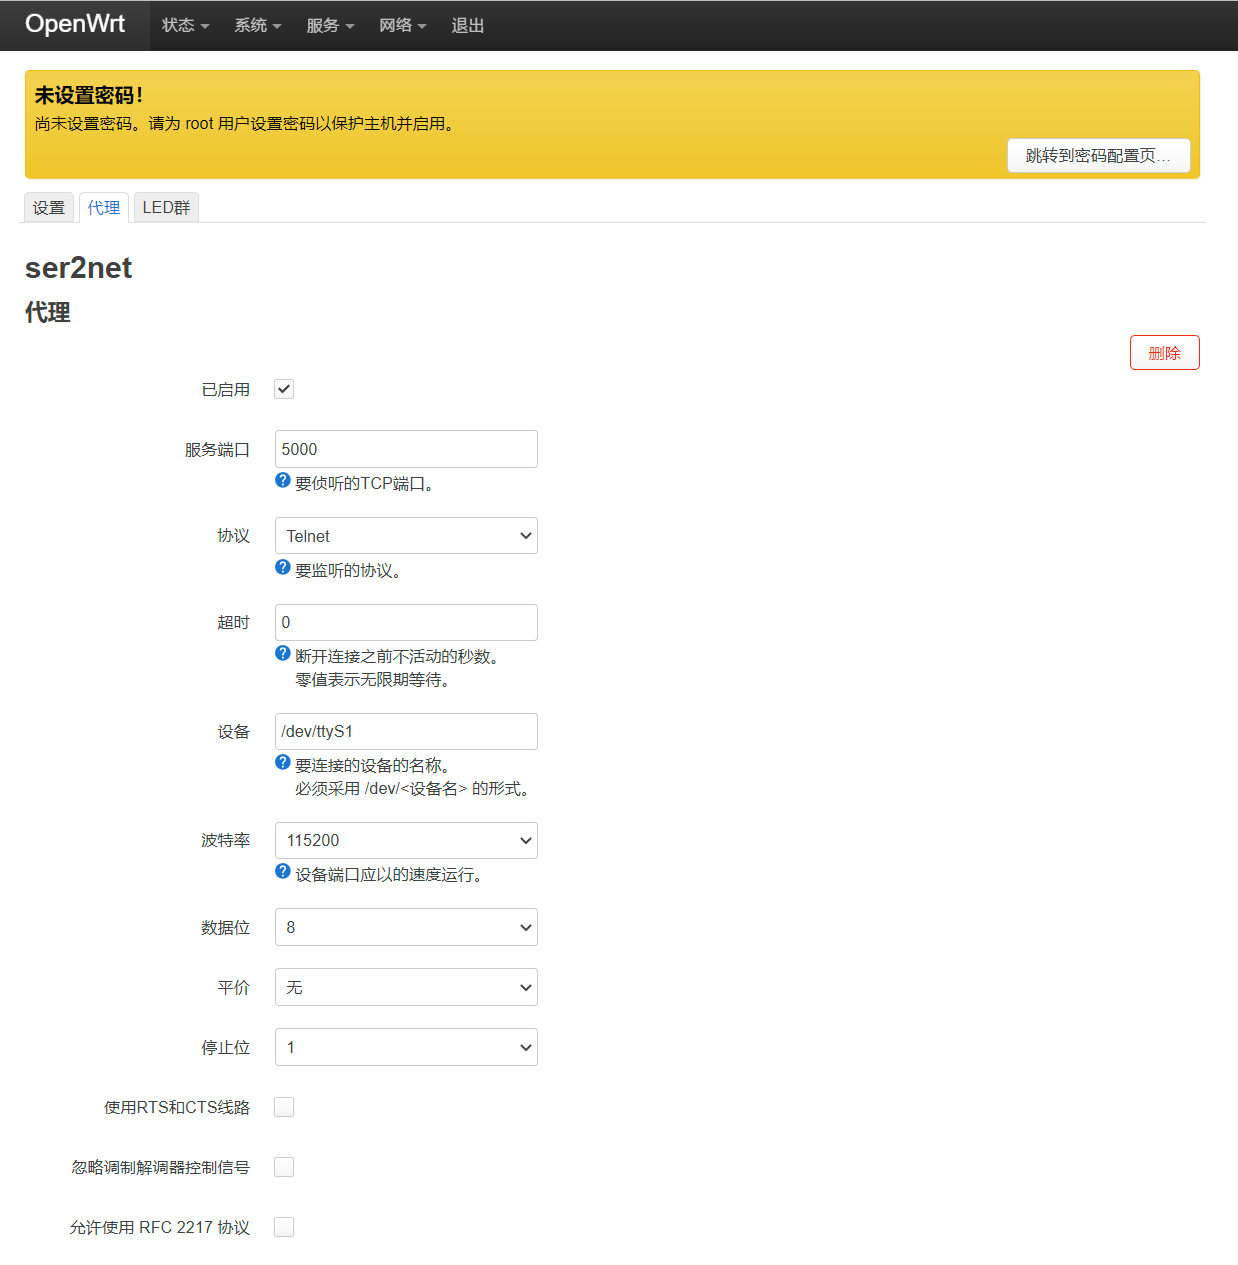 OpenWrt 状态 系统 服务 网络 退出
未设置密码！
尚未设置密码。请为 root 用户设置密码以保护主机并启用。
跳转到密码配置页...
设置 代理 LED群
ser2net
代理
删除
已启用
服务端口 5000
要侦听的TCP端口。
协议 Telnet
要监听的协议。
超时 0
断开连接之前不活动的秒数。
零值表示无限期等待。
设备 /dev/ttyS1
要连接的设备的名称。
必须采用 /dev/<设备名> 的形式。
波特率 115200
设备端口应以的速度运行。
数据位 8
平价 无
停止位 1
使用RTS和CTS线路
忽略调制解调器控制信号
允许使用 RFC 2217 协议